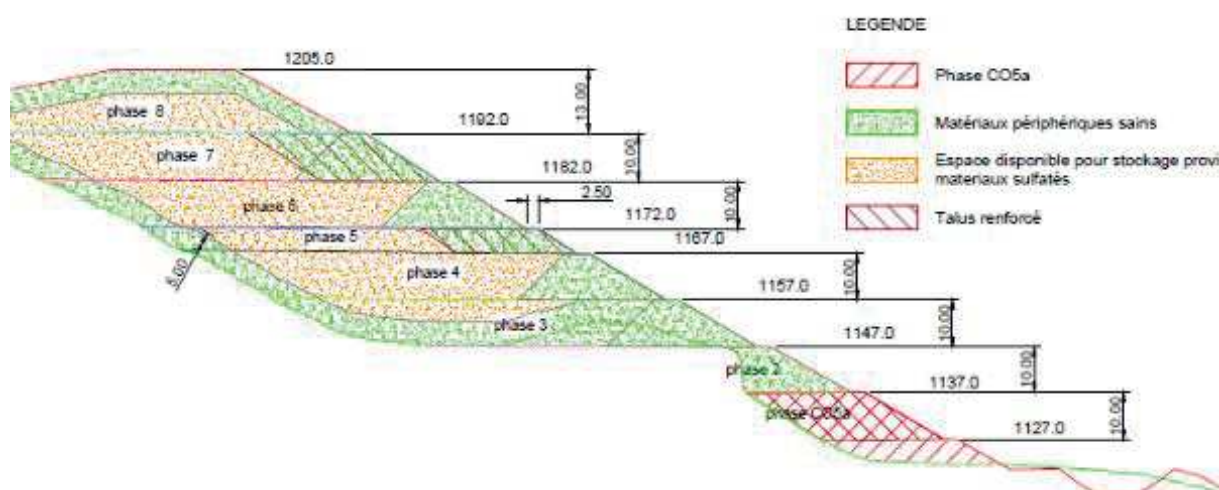 LEGENDE
Phase CO5a
Matériaux périphériques sains
Espace disponible pour stockage provi
materiaux sulfatés
Talus renforcé
1205.0
13.00
phase 8
1192.0
10.00
phase 7
1182.0
10.00
2.50
phase 6
1172.0
phase 5
1167.0
5.00
phase 4
10.00
1157.0
phase 3
10.00
1147.0
phase 2
10.00
1137.0
phase CO5a
10.00
1127.0